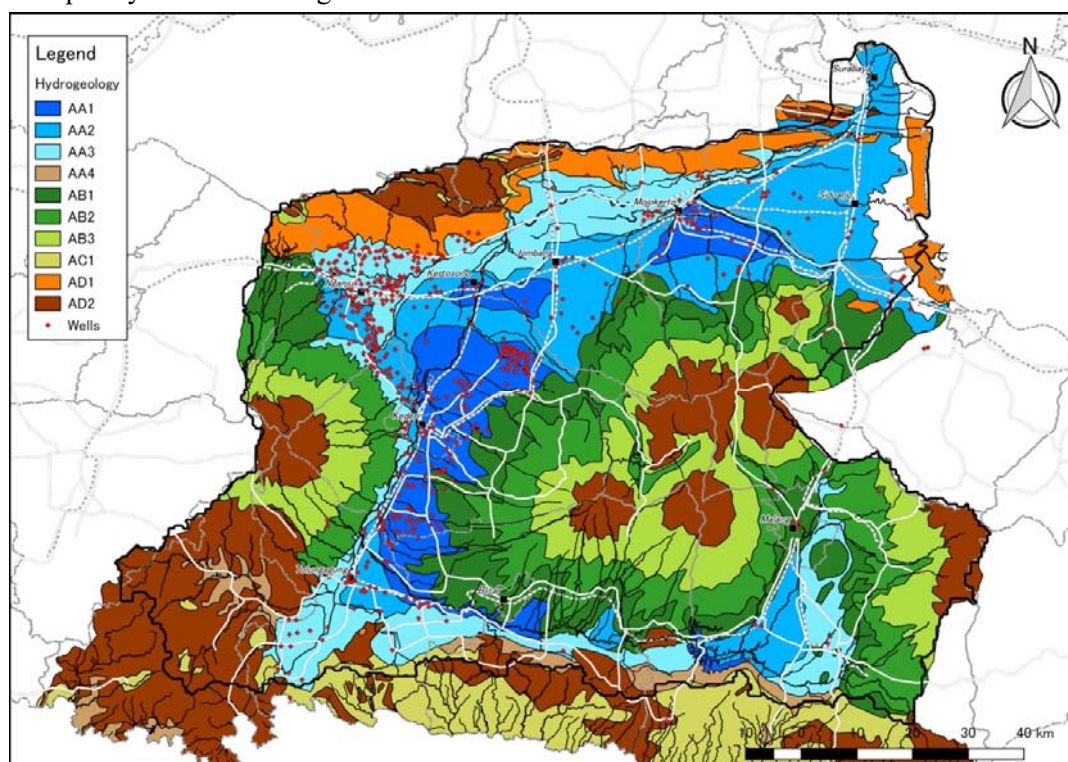 Legend
Hydrogeology
AA1
AA2
AA3
AA4
AB1
AB2
AB3
AC1
AD1
AD2
Wells
N
Surabaya
Sidoarjo
Mojokerto
Jombang
Kertosono
Nganjuk
Kediri
Malang
Tulungagung
Blitar
10 0 10 20 30 40 km